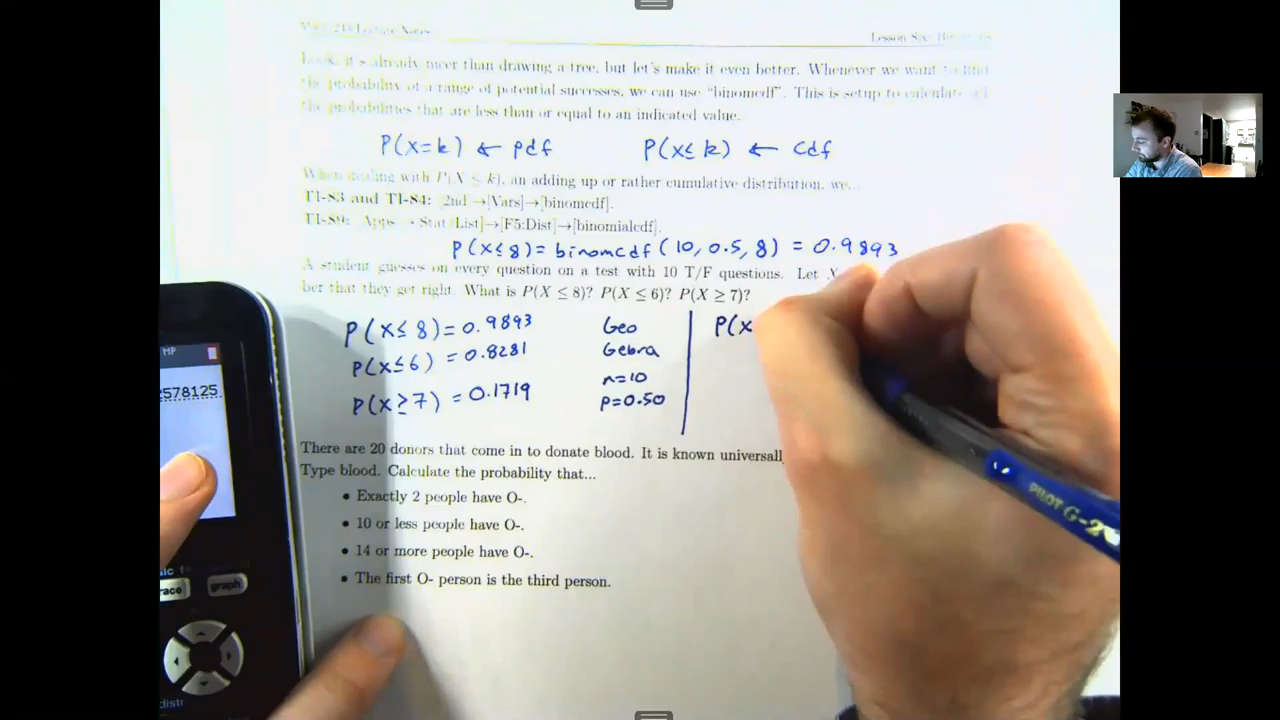 Lecture Notes
Look, it's already nicer than drawing a tree, but let's make it even better. Whenever we want to find
the probability of a range of potential successes, we can use "binomcdf". This is setup to calculate all
the probabilities that are less than or equal to an indicated value.
P(X=k) ← pdf P(X≤k) ← cdf
When dealing with P(X ≤ k), an adding up or rather cumulative distribution, we...
TI-83 and TI-84: 2nd→[Vars]→[binomcdf].
TI-89: Apps→Stat/List]→[F5:Dist]→[binomialcdf].
P(X≤8) = binomcdf(10, 0.5, 8) = 0.9893
A student guesses on every question on a test with 10 T/F questions. Let X
ber that they get right. What is P(X ≤ 8)? P(X ≤ 6)? P(X ≥ 7)?
P(X≤8) = 0.9893
P(X≤6) = 0.8281
P(X≥7) = 0.1719
Geo
Gebra
n=10
p=0.50
P(X
There are 20 donors that come in to donate blood. It is known universall
Type blood. Calculate the probability that...
• Exactly 2 people have O-.
• 10 or less people have O-.
• 14 or more people have O-.
• The first O- person is the third person.
MP
2578125
graph
PILOT G-2